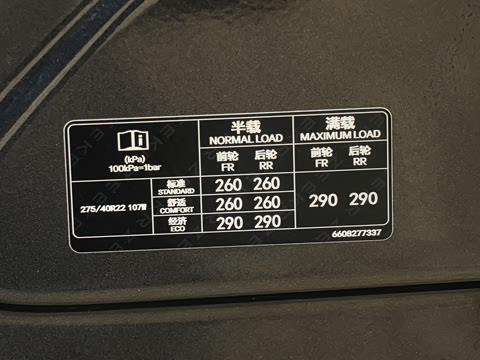 半载
NORMAL LOAD
满载
MAXIMUM LOAD
(kPa)
100kPa=1bar
前轮
FR
后轮
RR
前轮
FR
后轮
RR
275/40R22 107W
标准
STANDARD
260 260
舒适
COMFORT
260 260
经济
ECO
290 290
290 290
6608277337